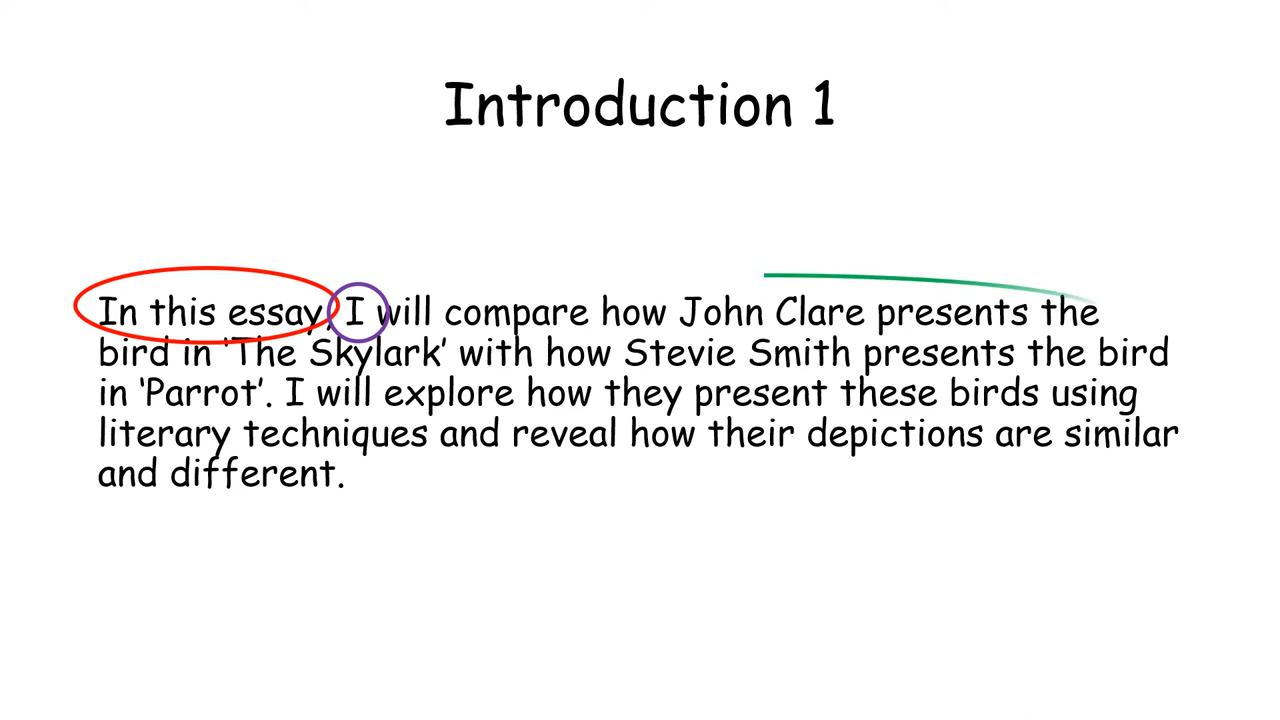 Introduction 1
In this essay, I will compare how John Clare presents the
bird in ‘The Skylark’ with how Stevie Smith presents the bird
in ‘Parrot’. I will explore how they present these birds using
literary techniques and reveal how their depictions are similar
and different.